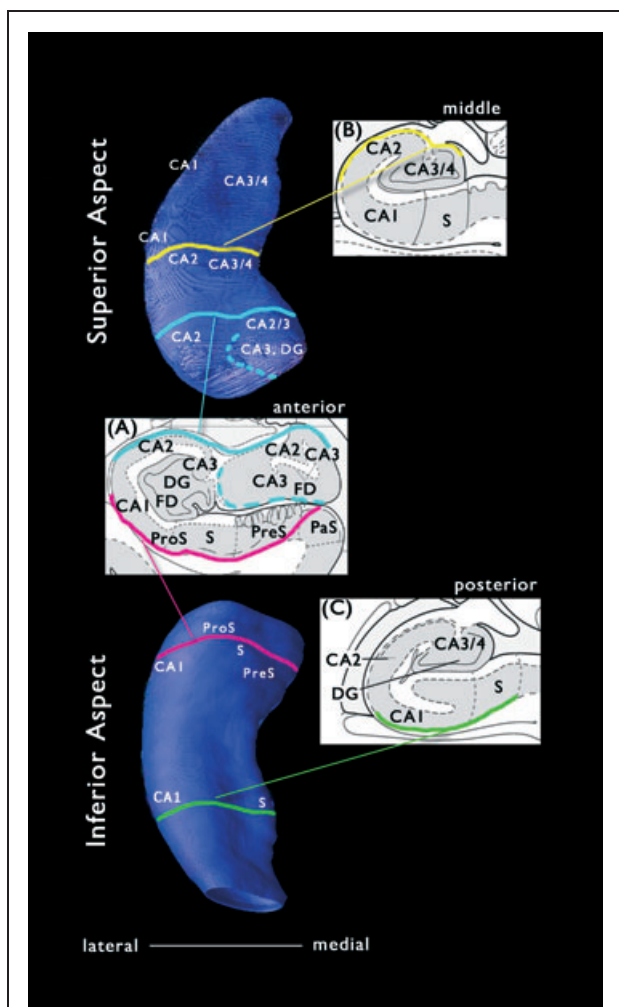 Superior Aspect
CA1
CA3/4
CA1
CA2
CA3/4
CA2/3
CA2
CA3, DG
middle
(B)
CA2
CA3/4
CA1
S
anterior
(A)
CA2
CA3
DG
FD
CA1
ProS
S
CA2
CA3
CA3
FD
PreS
PaS
Inferior Aspect
ProS
S
CA1
PreS
CA1
S
posterior
(C)
CA3/4
CA2
DG
S
CA1
lateral
medial